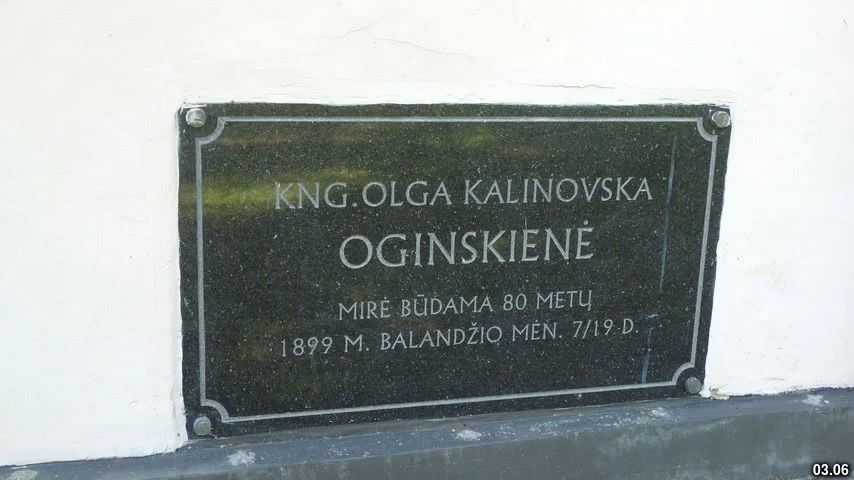 KNG. OLGA KALINOVSKA
OGINSKIENĖ
MIRĖ BŪDAMA 80 METŲ
1899 M. BALANDŽIO MĖN. 7/19 D.
03.06